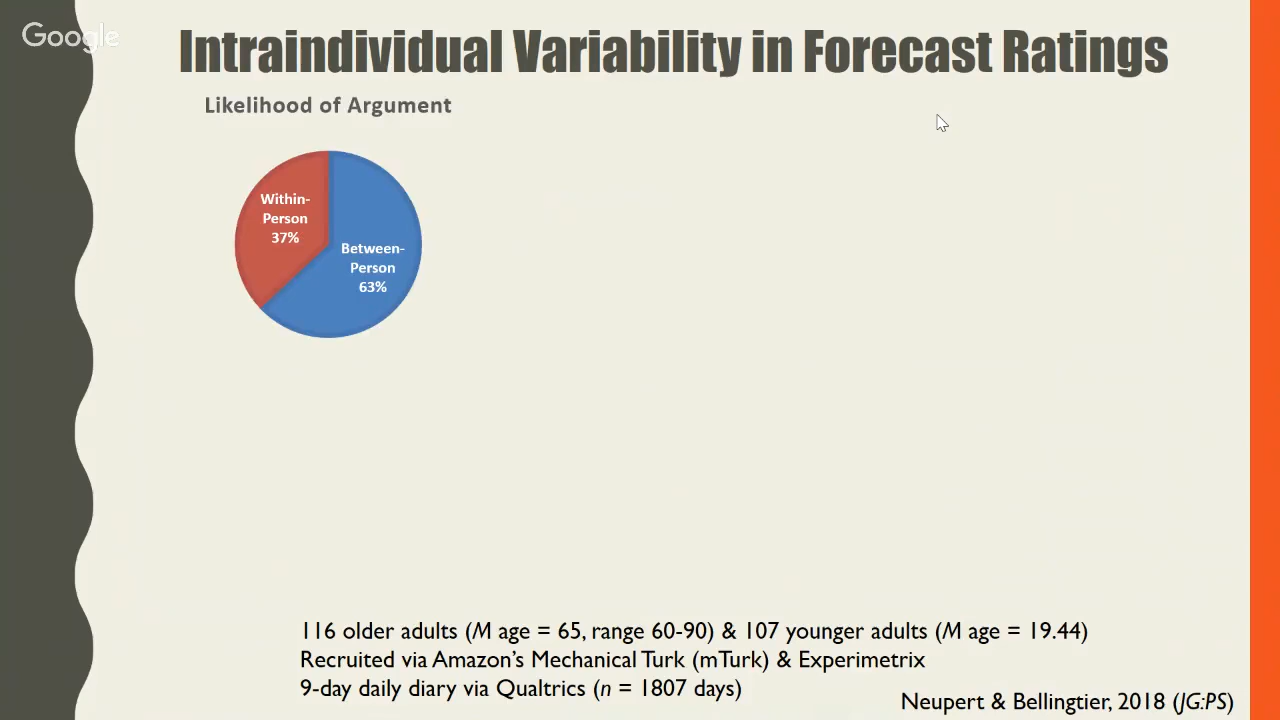 Google
Intraindividual Variability in Forecast Ratings
Likelihood of Argument
Within-
Person
37%
Between-
Person
63%
116 older adults (M age = 65, range 60-90) & 107 younger adults (M age = 19.44)
Recruited via Amazon's Mechanical Turk (mTurk) & Experimetrix
9-day daily diary via Qualtrics (n = 1807 days)
Neupert & Bellingtier, 2018 (JG:PS)